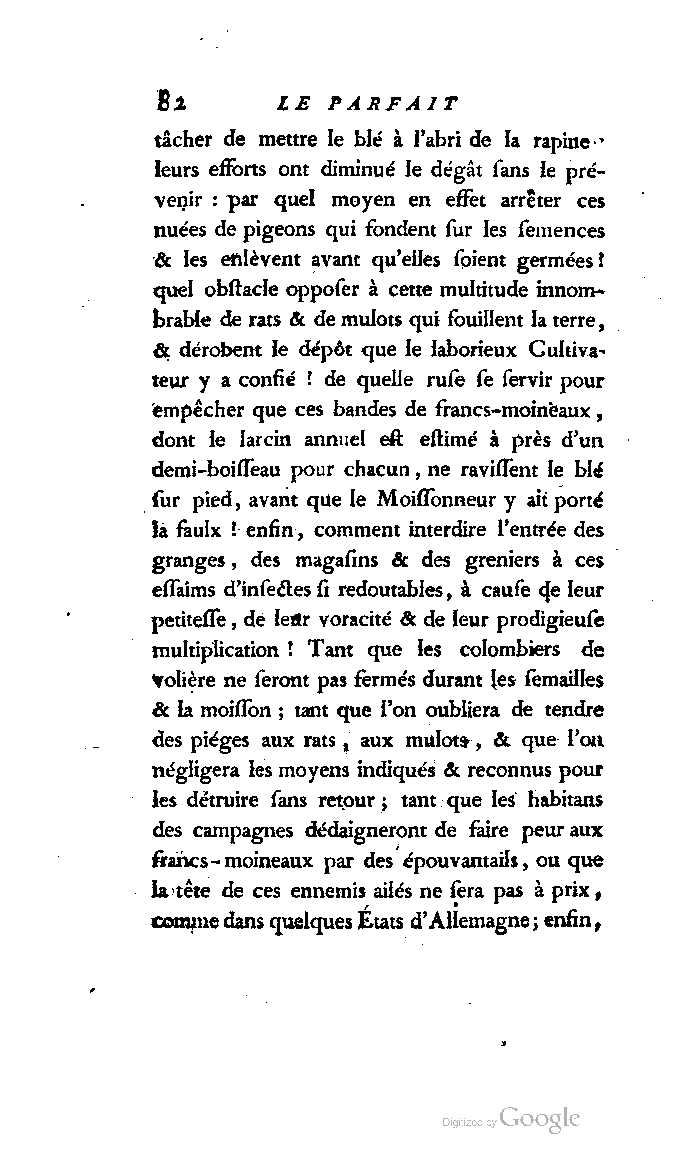 82 LE PARFAIT
tâcher de mettre le blé à l'abri de la rapine,
leurs efforts ont diminué le dégât ſans le pré-
venir : par quel moyen en effet arrêter ces
nuées de pigeons qui fondent ſur les ſemences
& les enlèvent avant qu'elles ſoient germées !
quel obſtacle oppoſer à cette multitude innom-
brable de rats & de mulots qui fouillent la terre,
& dérobent le dépôt que le laborieux Cultiva-
teur y a confié ! de quelle ruſe ſe ſervir pour
empêcher que ces bandes de francs-moineaux,
dont le larcin annuel eſt eſtimé à près d'un
demi-boiſſeau pour chacun, ne raviſſent le blé
ſur pied, avant que le Moiſſonneur y ait porté
la faulx ! enfin, comment interdire l'entrée des
granges, des magaſins & des greniers à ces
eſſaims d'inſectes ſi redoutables, à cauſe de leur
petiteſſe, de leur voracité & de leur prodigieuſe
multiplication ! Tant que les colombiers de
volière ne ſeront pas fermés durant les ſemailles
& la moiſſon ; tant que l'on oubliera de tendre
des piéges aux rats, aux mulots, & que l'on
négligera les moyens indiqués & reconnus pour
les détruire ſans retour ; tant que les habitans
des campagnes dédaigneront de faire peur aux
francs-moineaux par des épouvantails, ou que
la tête de ces ennemis ailés ne ſera pas à prix,
comme dans quelques États d'Allemagne ; enfin,
Digitized by Google